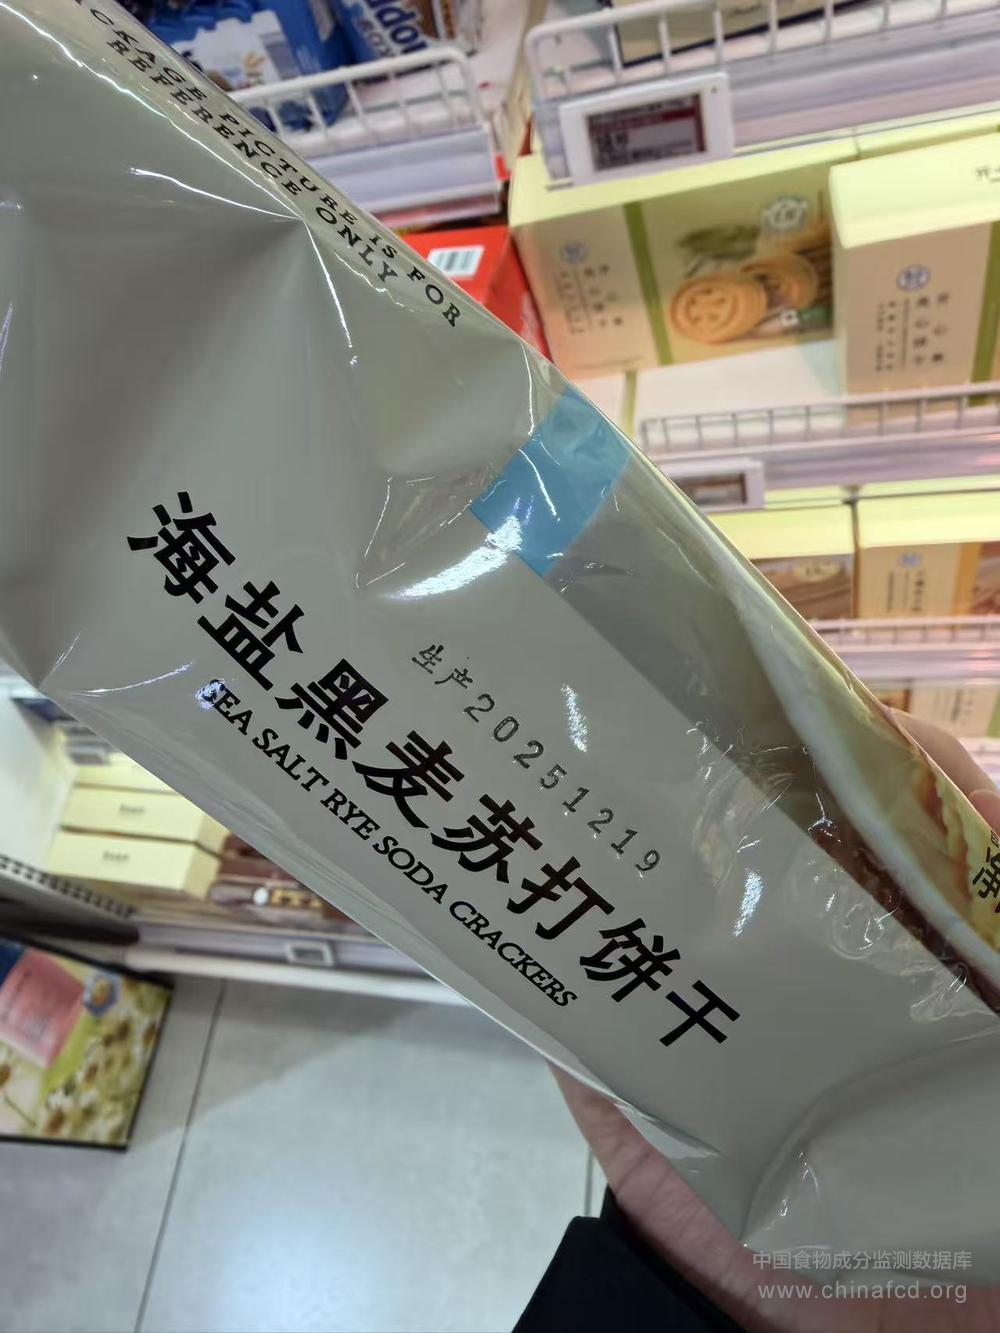 PACKAGE PICTURE IS FOR
REFERENCE ONLY
海盐黑麦苏打饼干
SEA SALT RYE SODA CRACKERS
生产20251219
中国食物成分监测数据库
www.chinafcd.org